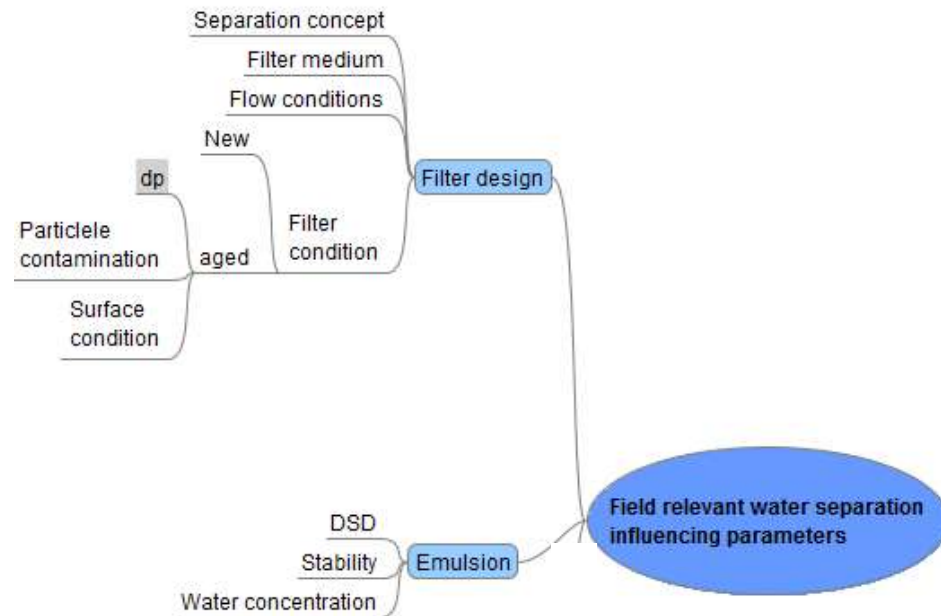 Separation concept
Filter medium
Flow conditions
New
Filter design
dp
Particlele
contamination
aged
Filter
condition
Surface
condition
Field relevant water separation
influencing parameters
DSD
Stability
Emulsion
Water concentration